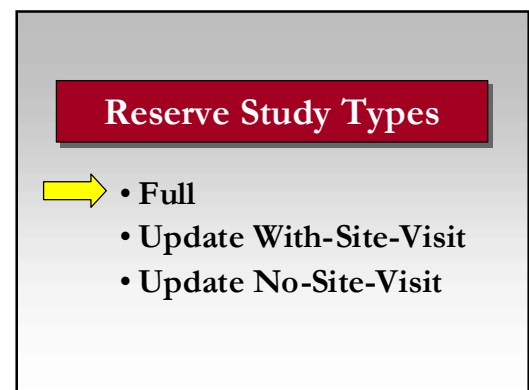 Reserve Study Types
• Full
• Update With-Site-Visit
• Update No-Site-Visit